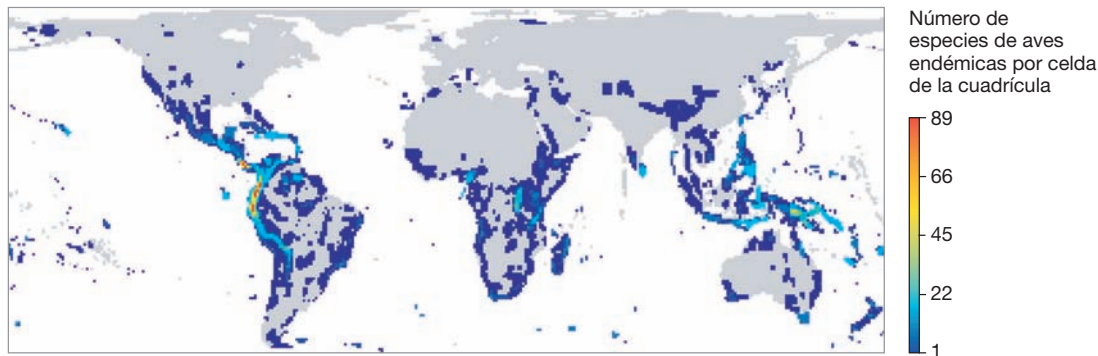 Número de
especies de aves
endémicas por celda
de la cuadrícula
89
66
45
22
1